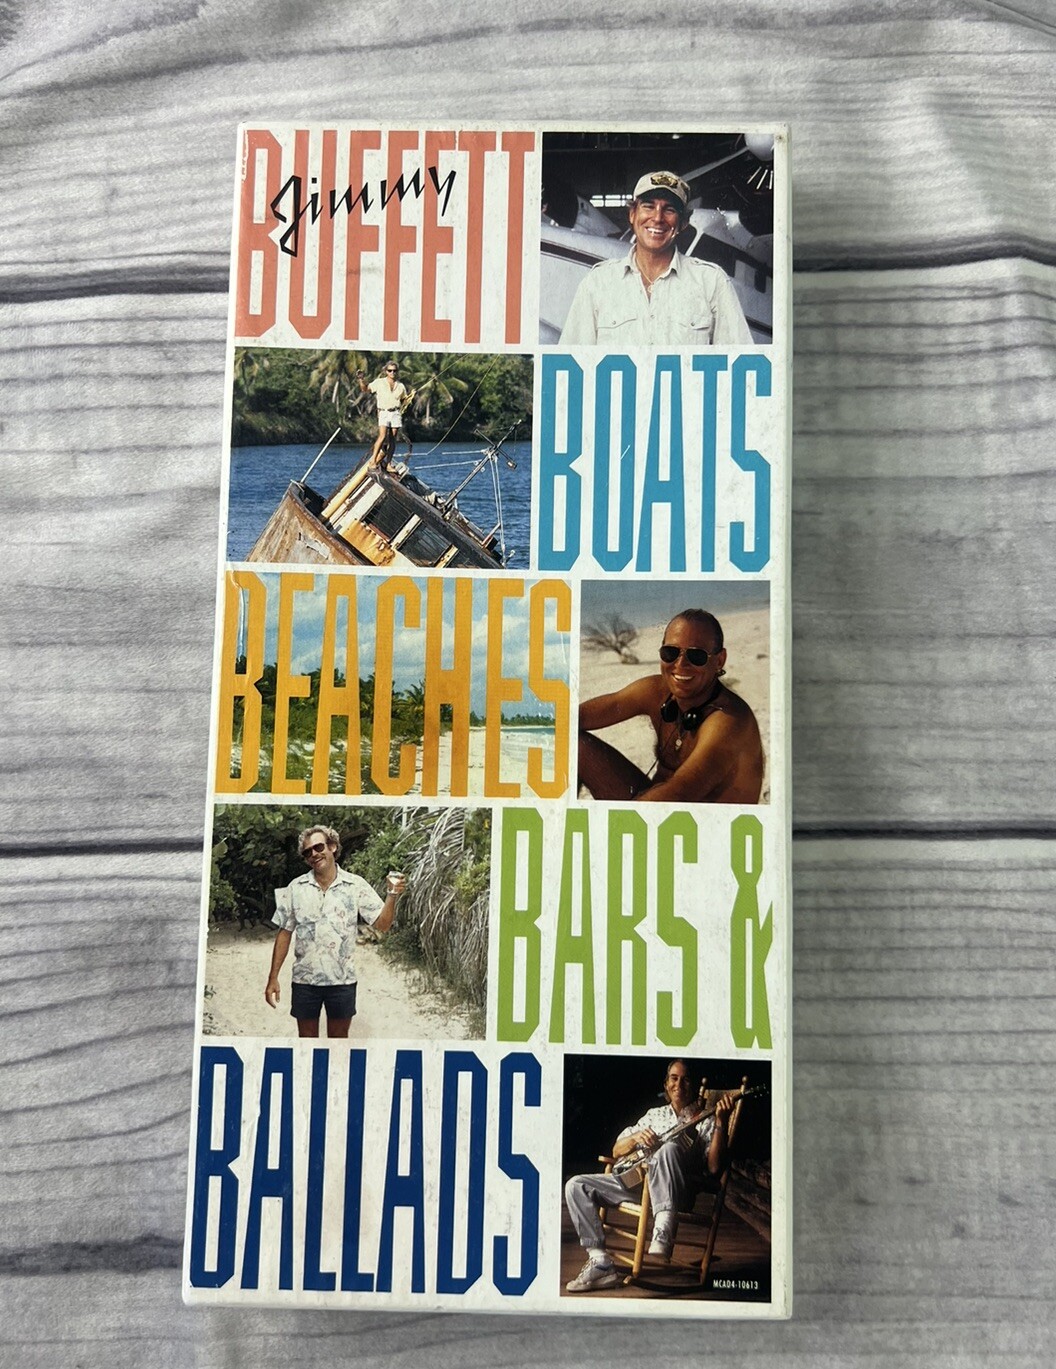 Jimmy
BUFFETT
BOATS
BEACHES
BARS &
BALLADS
MCAD4-10613